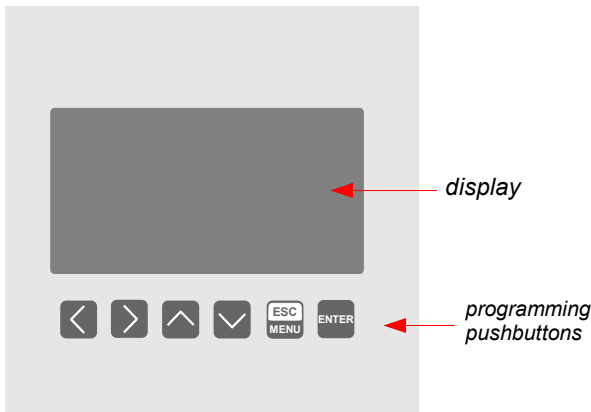 display
ESC
MENU
ENTER
programming
pushbuttons